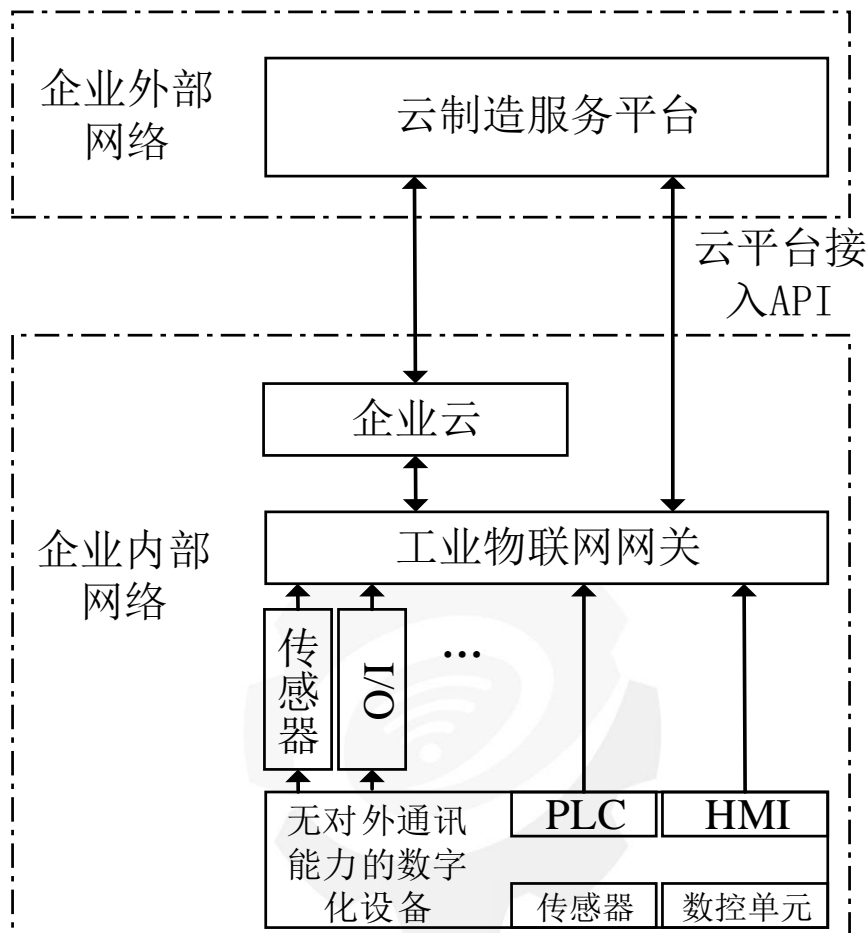 企业外部
网络
云制造服务平台
云平台接
入API
企业云
企业内部
网络
工业物联网网关
传感器
I/O
...
无对外通讯
能力的数字
化设备
PLC
HMI
传感器
数控单元